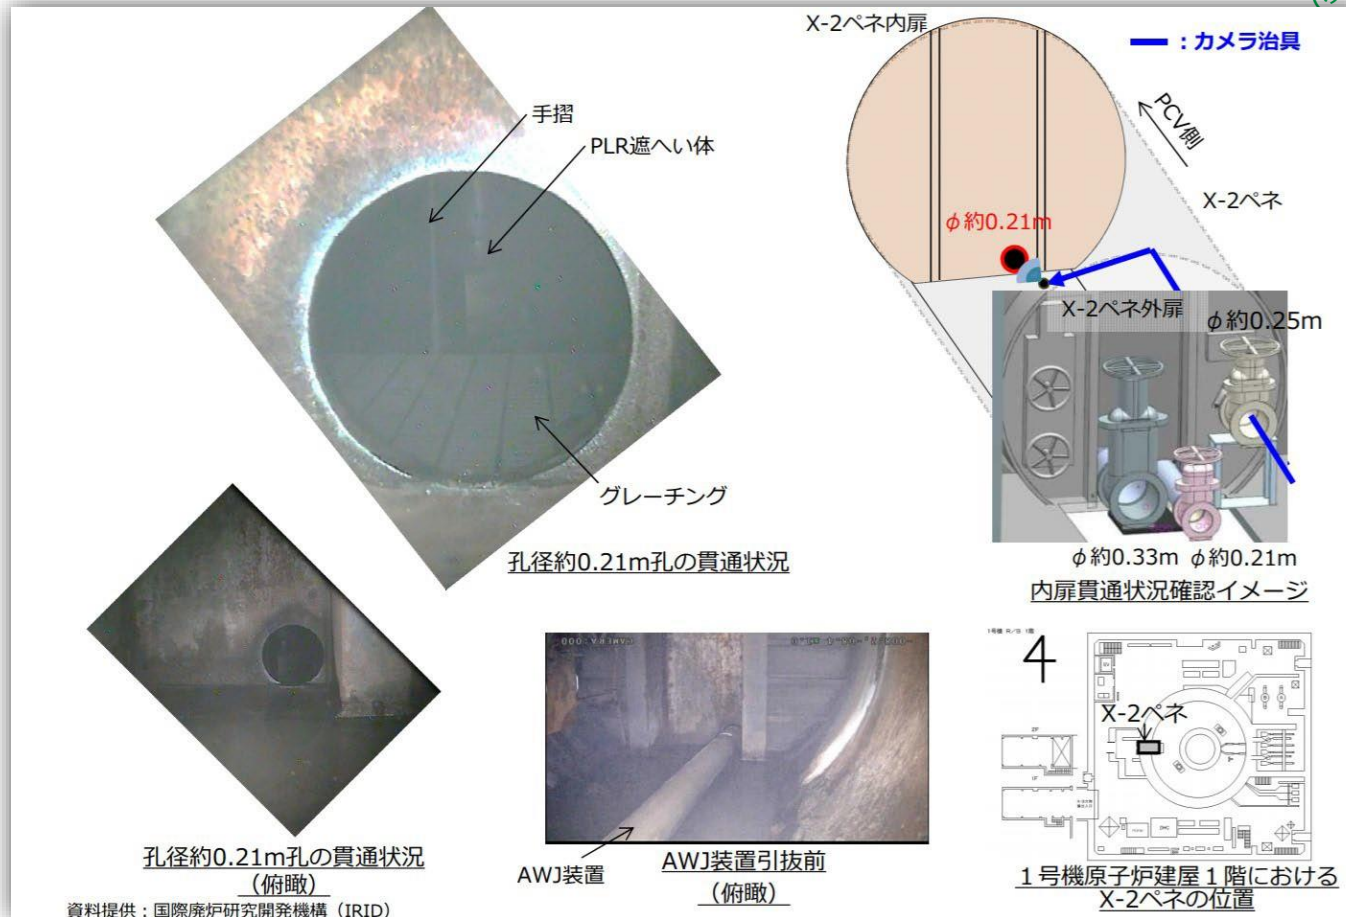 手摺
PLR遮へい体
グレーチング
孔径約0.21m孔の貫通状況
X-2ペネ内扉
：カメラ治具
PCV側
X-2ペネ
φ約0.21m
X-2ペネ外扉
φ約0.25m
φ約0.33m φ約0.21m
内扉貫通状況確認イメージ
孔径約0.21m孔の貫通状況
（俯瞰）
資料提供：国際廃炉研究開発機構（IRID）
AWJ装置
AWJ装置引抜前
（俯瞰）
1号機 R/B 1階
4
X-2ペネ
１号機原子炉建屋１階における
X-2ペネの位置